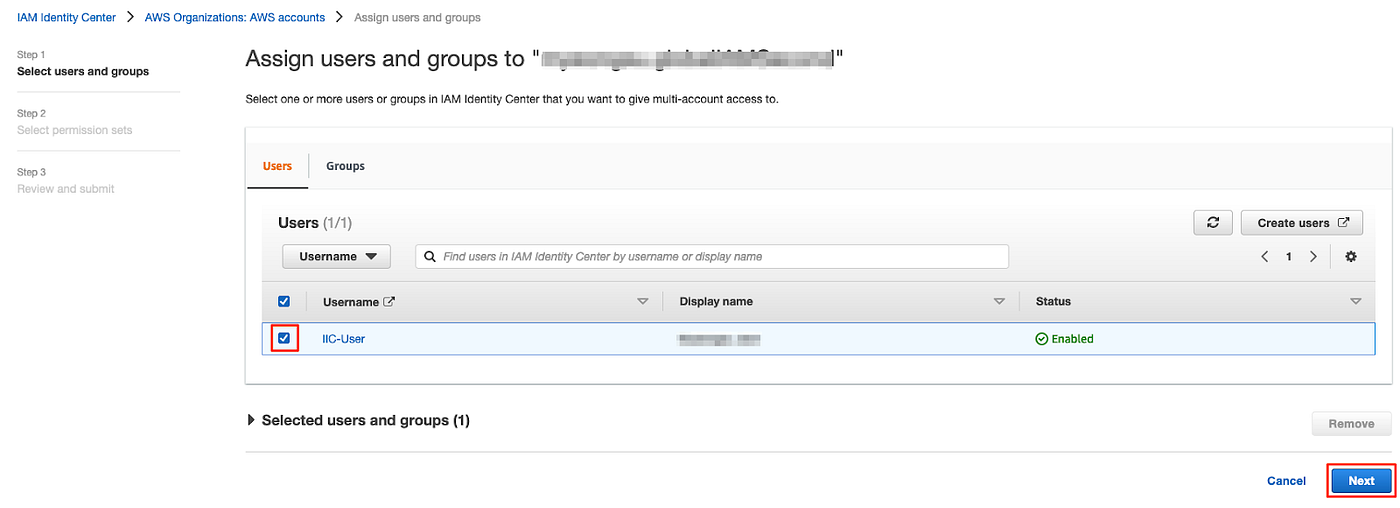 IAM Identity Center > AWS Organizations: AWS accounts > Assign users and groups
Step 1
Select users and groups
Step 2
Select permission sets
Step 3
Review and submit
Assign users and groups to " "
Select one or more users or groups in IAM Identity Center that you want to give multi-account access to.
Users Groups
Users (1/1)
Create users
Username
Find users in IAM Identity Center by username or display name
1
Username Display name Status
IIC-User Enabled
Selected users and groups (1)
Remove
Cancel Next